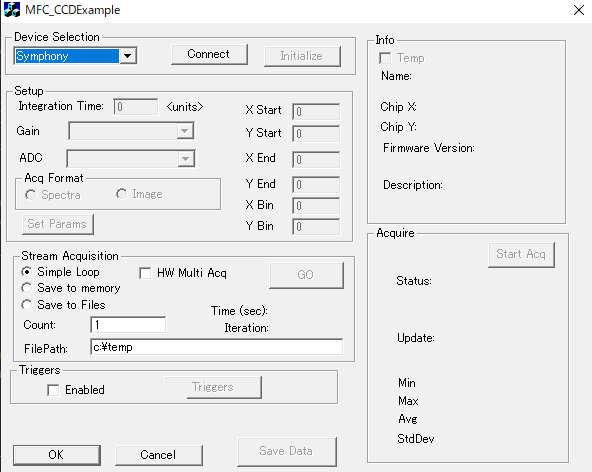 MFC_CCDExample
Device Selection
Symphony
Connect
Initialize
Setup
Integration Time: 0 <units>
Gain
ADC
Acq Format
Spectra
Image
Set Params
X Start 0
Y Start 0
X End 0
Y End 0
X Bin 0
Y Bin 0
Stream Acquisition
Simple Loop
Save to memory
Save to Files
HW Multi Acq
GO
Time (sec):
Iteration:
Count: 1
FilePath: c:¥temp
Triggers
Enabled
Triggers
OK
Cancel
Save Data
Info
Temp
Name:
Chip X:
Chip Y:
Firmware Version:
Description:
Acquire
Start Acq
Status:
Update:
Min
Max
Avg
StdDev